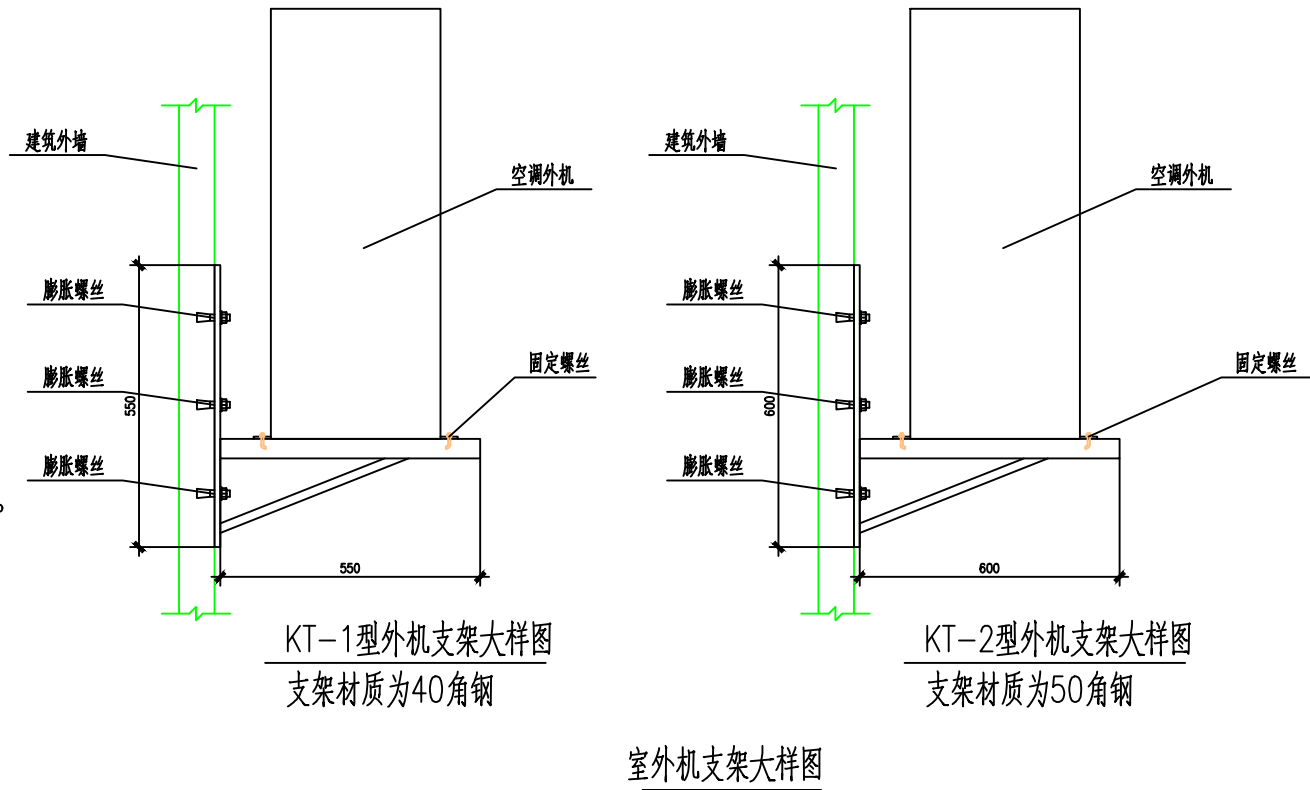 建筑外墙
空调外机
膨胀螺丝
固定螺丝
膨胀螺丝
550
膨胀螺丝
550
KT-1型外机支架大样图
支架材质为40角钢
建筑外墙
空调外机
膨胀螺丝
固定螺丝
膨胀螺丝
600
膨胀螺丝
600
KT-2型外机支架大样图
支架材质为50角钢
室外机支架大样图